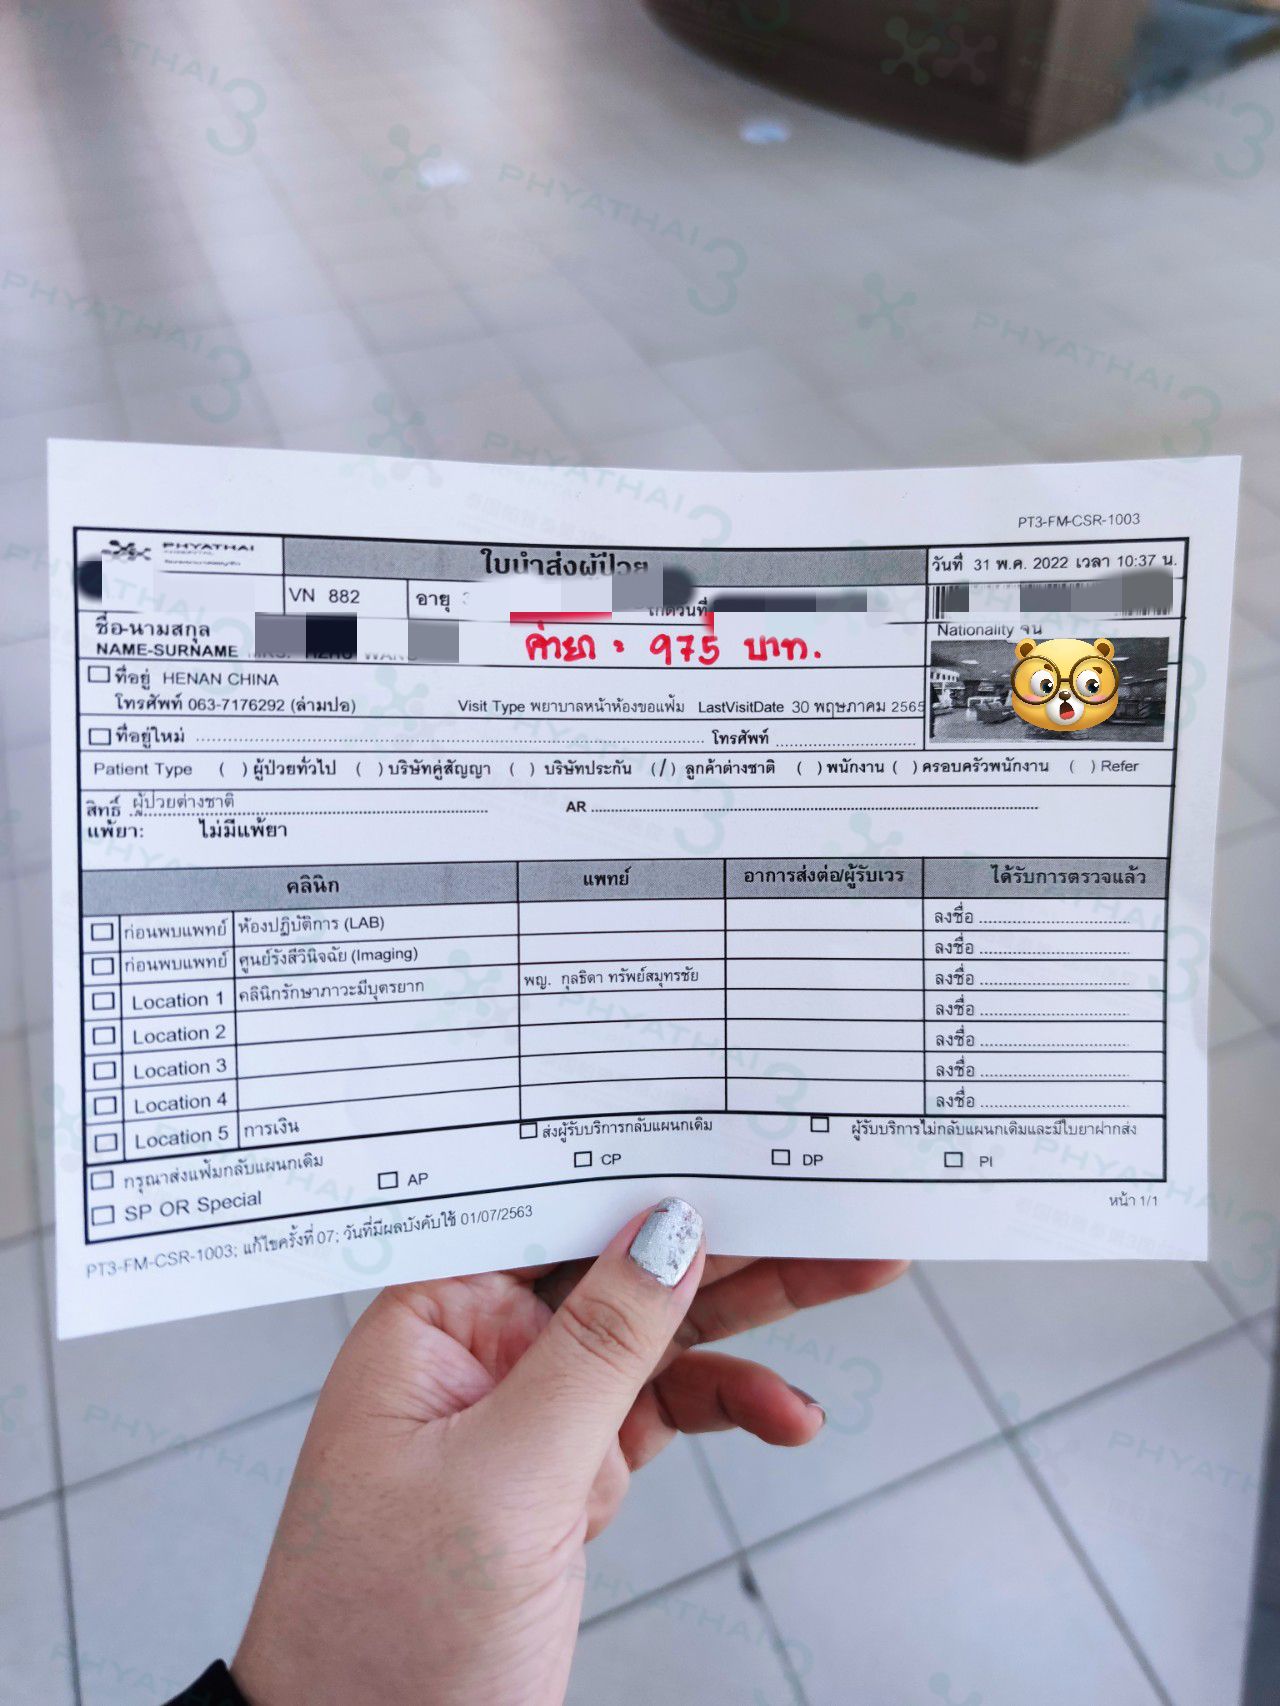 PT3-FM-CSR-1003
PHYATHAI
ใบนำส่งผู้ป่วย
วันที่ 31 พ.ค. 2022 เวลา 10:37 น.
VN 882
อายุ
เกิดวันที่
ชื่อ-นามสกุล
NAME-SURNAME
ค่ายา : 975 บาท.
Nationality จีน
ที่อยู่ HENAN CHINA
โทรศัพท์ 063-7176292 (ล่ามปอ)
Visit Type พยาบาลหน้าห้องขอแฟ้ม LastVisitDate 30 พฤษภาคม 2565
ที่อยู่ใหม่ โทรศัพท์
Patient Type ( ) ผู้ป่วยทั่วไป ( ) บริษัทคู่สัญญา ( ) บริษัทประกัน (/) ลูกค้าต่างชาติ ( ) พนักงาน ( ) ครอบครัวพนักงาน ( ) Refer
สิทธิ์ ผู้ป่วยต่างชาติ AR
แพ้ยา: ไม่มีแพ้ยา
คลินิก แพทย์ อาการส่งต่อ/ผู้รับเวร ได้รับการตรวจแล้ว
ก่อนพบแพทย์ ห้องปฏิบัติการ (LAB) ลงชื่อ
ก่อนพบแพทย์ ศูนย์รังสีวินิจฉัย (Imaging) ลงชื่อ
Location 1 คลินิกรักษาภาวะมีบุตรยาก พญ. กุลธิดา ทรัพย์สมุทรชัย ลงชื่อ
Location 2 ลงชื่อ
Location 3 ลงชื่อ
Location 4 ลงชื่อ
Location 5 การเงิน ลงชื่อ
ส่งผู้รับบริการกลับแผนกเดิม ผู้รับบริการไม่กลับแผนกเดิมและมีใบยาฝากส่ง
กรุณาส่งแฟ้มกลับแผนกเดิม
SP OR Special AP CP DP PI
PT3-FM-CSR-1003; แก้ไขครั้งที่ 07; วันที่มีผลบังคับใช้ 01/07/2563
หน้า 1/1
PHYATHAI 3